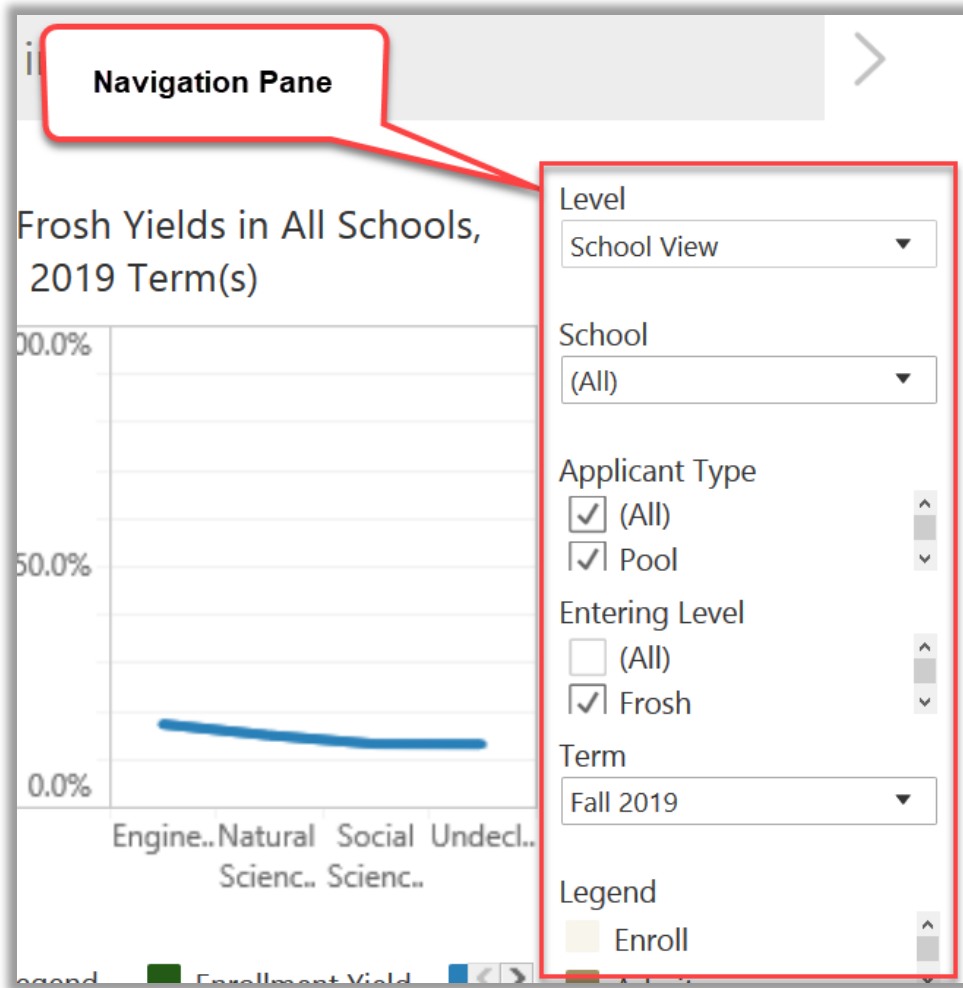 Navigation Pane
Frosh Yields in All Schools,
2019 Term(s)
00.0%
50.0%
0.0%
Engine.. Natural Social Undecl..
Scienc.. Scienc..
Enrollment Yield
Level
School View
School
(All)
Applicant Type
(All)
Pool
Entering Level
(All)
Frosh
Term
Fall 2019
Legend
Enroll